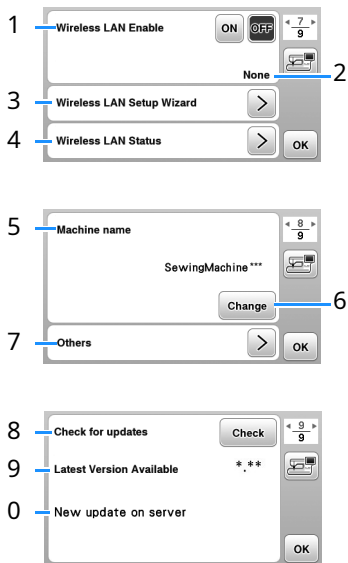 1 Wireless LAN Enable ON OFF 7
9
None 2
3 Wireless LAN Setup Wizard >
4 Wireless LAN Status > OK
5 Machine name 8
9
SewingMachine***
Change 6
7 Others > OK
8 Check for updates Check 9
9
9 Latest Version Available *.**
0 New update on server
OK